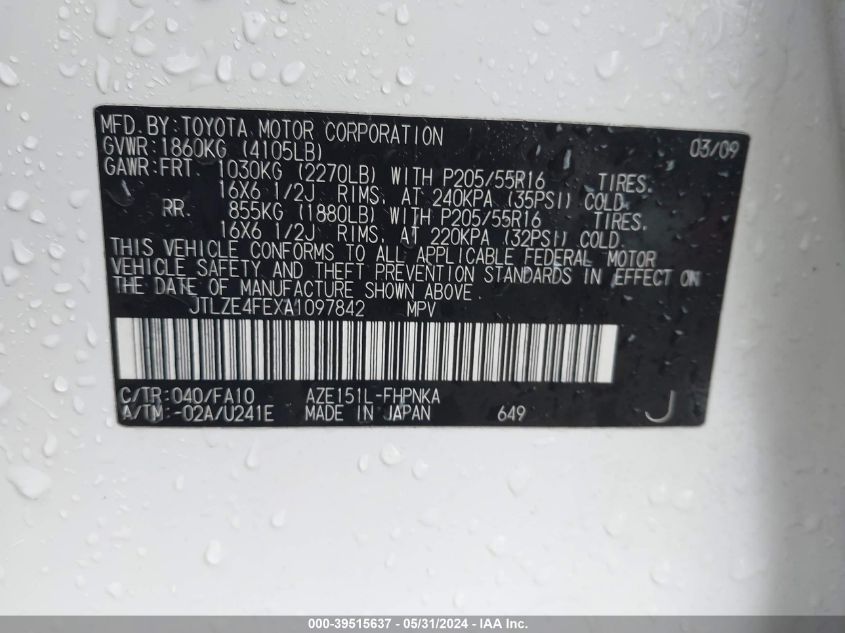 MFD.BY:TOYOTA MOTOR CORPORATION 03/09
GVWR:1860KG (4105LB)
GAWR:FRT 1030KG (2270LB) WITH P205/55R16 TIRES.
16X6 1/2J RIMS, AT 240KPA (35PSI) COLD.
RR 855KG (1880LB) WITH P205/55R16 TIRES.
16X6 1/2J RIMS, AT 220KPA (32PSI) COLD.
THIS VEHICLE CONFORMS TO ALL APPLICABLE FEDERAL MOTOR
VEHICLE SAFETY AND THEFT PREVENTION STANDARDS IN EFFECT ON
THE DATE OF MANUFACTURE SHOWN ABOVE.
JTLZE4FEXA1097842 MPV
C/TR:040/FA10 AZE151L-FHPNKA
A/TM:-02A/U241E MADE IN JAPAN 649 J
000-39515637 - 05/31/2024 - IAA Inc.